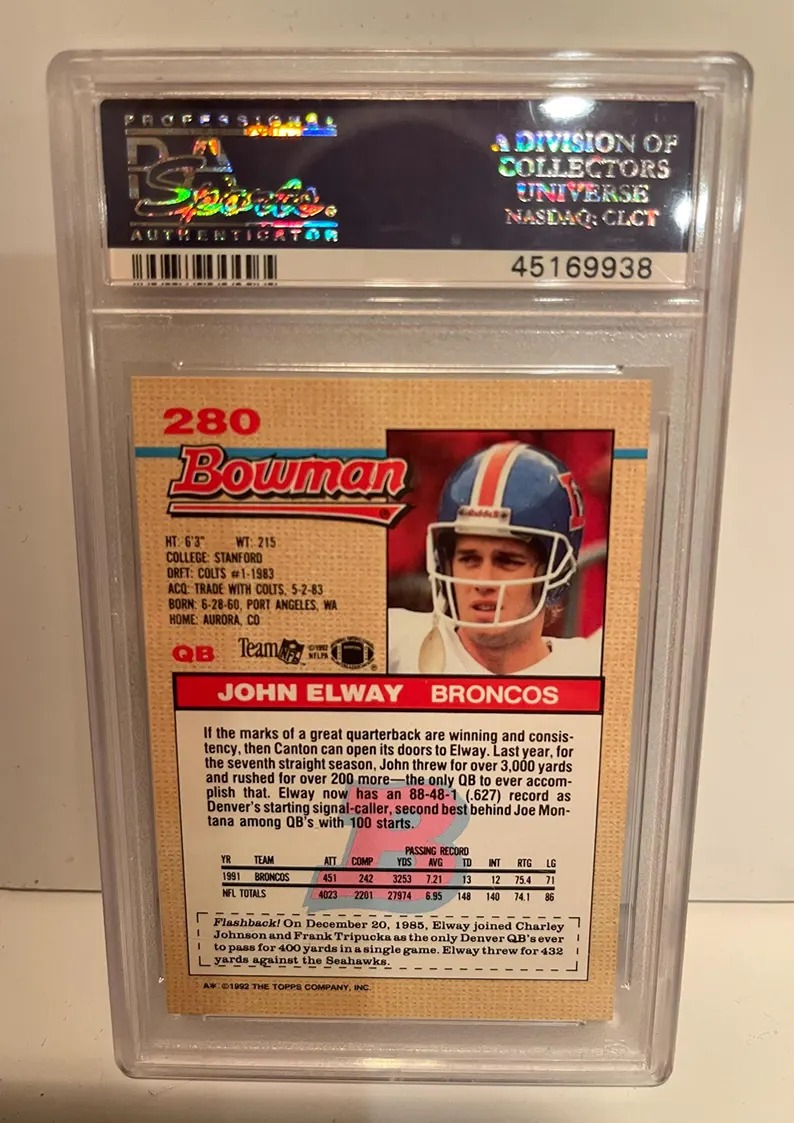 PROFESSIONAL
PSA
Sports
AUTHENTICATOR
A DIVISION OF
COLLECTORS
UNIVERSE
NASDAQ: CLCT
45169938
280
Bowman
HT: 6'3" WT: 215
COLLEGE: STANFORD
DRFT: COLTS #1-1983
ACQ: TRADE WITH COLTS, 5-2-83
BORN: 6-28-60, PORT ANGELES, WA
HOME: AURORA, CO
QB Team NFL ©1992 NFLPA
Riddell
JOHN ELWAY BRONCOS
If the marks of a great quarterback are winning and consis-
tency, then Canton can open its doors to Elway. Last year, for
the seventh straight season, John threw for over 3,000 yards
and rushed for over 200 more—the only QB to ever accom-
plish that. Elway now has an 88-48-1 (.627) record as
Denver's starting signal-caller, second best behind Joe Mon-
tana among QB's with 100 starts.
PASSING RECORD
YR TEAM ATT COMP YDS AVG TD INT RTG LG
1991 BRONCOS 451 242 3253 7.21 13 12 75.4 71
NFL TOTALS 4023 2201 27974 6.95 148 140 74.1 86
Flashback! On December 20, 1985, Elway joined Charley
Johnson and Frank Tripucka as the only Denver QB's ever
to pass for 400 yards in a single game. Elway threw for 432
yards against the Seahawks.
A* ©1992 THE TOPPS COMPANY, INC.